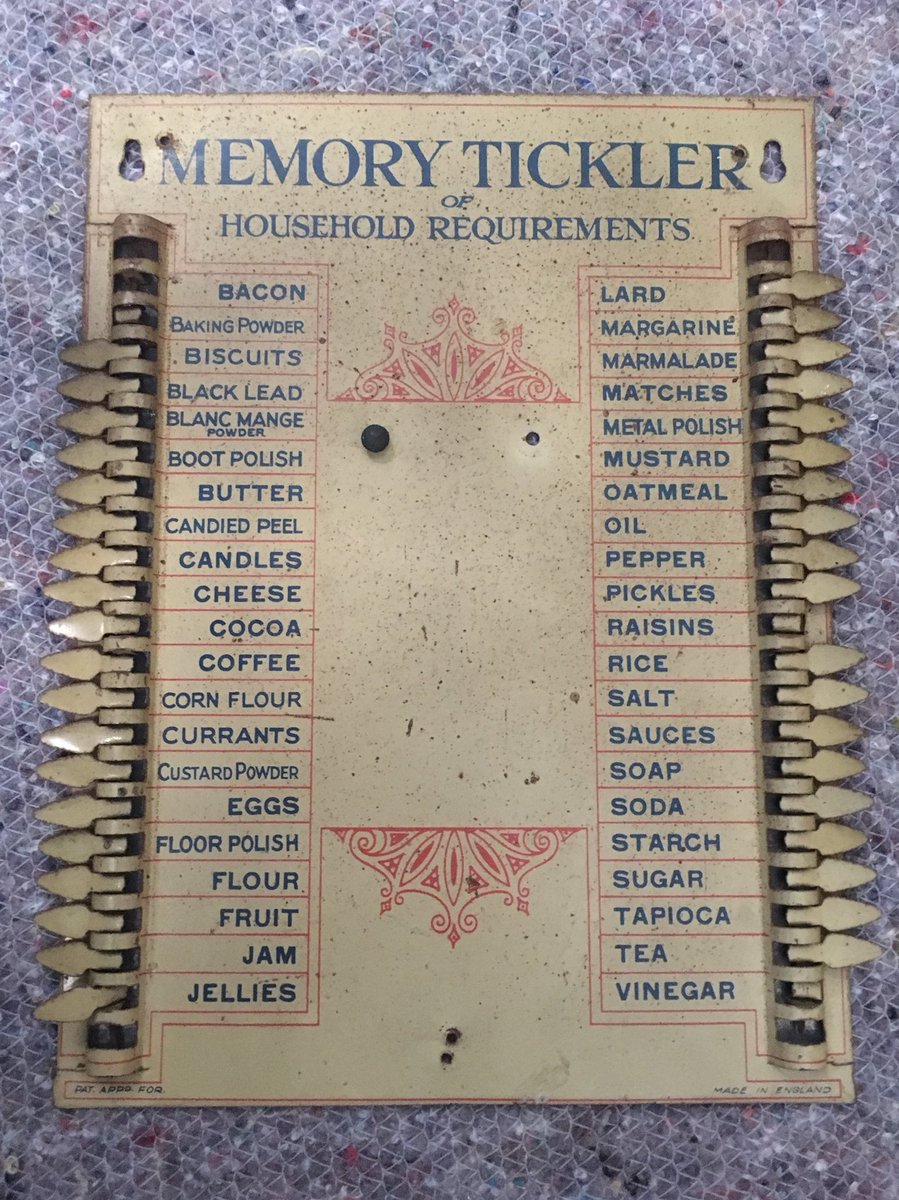 MEMORY TICKLER
OF
HOUSEHOLD REQUIREMENTS
BACON
BAKING POWDER
BISCUITS
BLACK LEAD
BLANC MANGE
POWDER
BOOT POLISH
BUTTER
CANDIED PEEL
CANDLES
CHEESE
COCOA
COFFEE
CORN FLOUR
CURRANTS
CUSTARD POWDER
EGGS
FLOOR POLISH
FLOUR
FRUIT
JAM
JELLIES
LARD
MARGARINE
MARMALADE
MATCHES
METAL POLISH
MUSTARD
OATMEAL
OIL
PEPPER
PICKLES
RAISINS
RICE
SALT
SAUCES
SOAP
SODA
STARCH
SUGAR
TAPIOCA
TEA
VINEGAR
PAT. APPD. FOR.
MADE IN ENGLAND